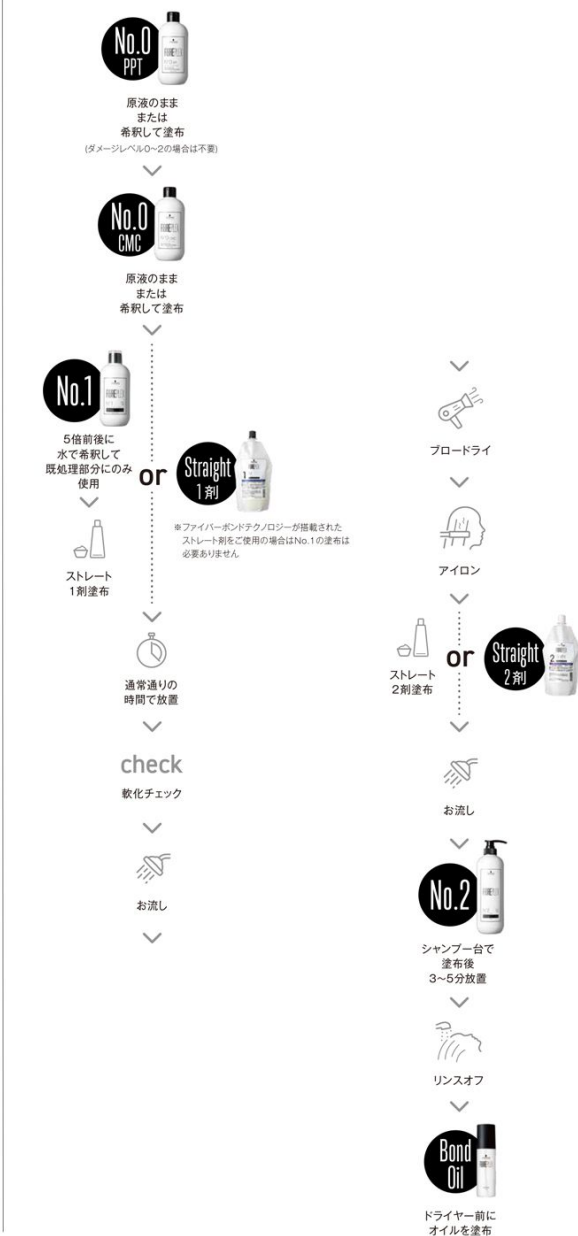 No.0
PPT
原液のまま
または
希釈して塗布
(ダメージレベル0~2の場合は不要)
No.0
CMC
原液のまま
または
希釈して塗布
No.1
5倍前後に
水で希釈して
既処理部分にのみ
使用
ストレート
1剤塗布
or
Straight
1剤
※ファイバーボンドテクノロジーが搭載された
ストレート剤をご使用の場合はNo.1の塗布は
必要ありません
通常通りの
時間で放置
check
軟化チェック
お流し
ブロードライ
アイロン
ストレート
2剤塗布
or
Straight
2剤
お流し
No.2
シャンプー台で
塗布後
3~5分放置
リンスオフ
Bond
Oil
ドライヤー前に
オイルを塗布